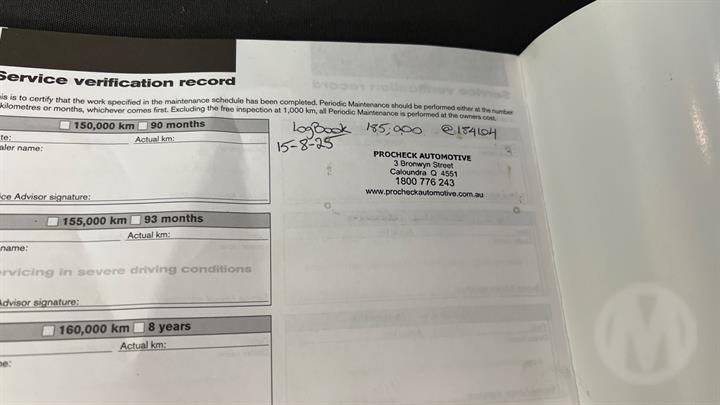 Service verification record
is is to certify that the work specified in the maintenance schedule has been completed. Periodic Maintenance should be performed either at the number
kilometres or months, whichever comes first. Excluding the free inspection at 1,000 km, all Periodic Maintenance is performed at the owners cost.
150,000 km 90 months
te: Actual km:
aler name:
ice Advisor signature:
155,000 km 93 months
Actual km:
name:
rvicing in severe driving conditions
Advisor signature:
160,000 km 8 years
Actual km:
me:
LogBook 185,000 @184104
15-8-25
PROCHECK AUTOMOTIVE
3 Bronwyn Street
Caloundra Q 4551
1800 776 243
www.procheckautomotive.com.au
M